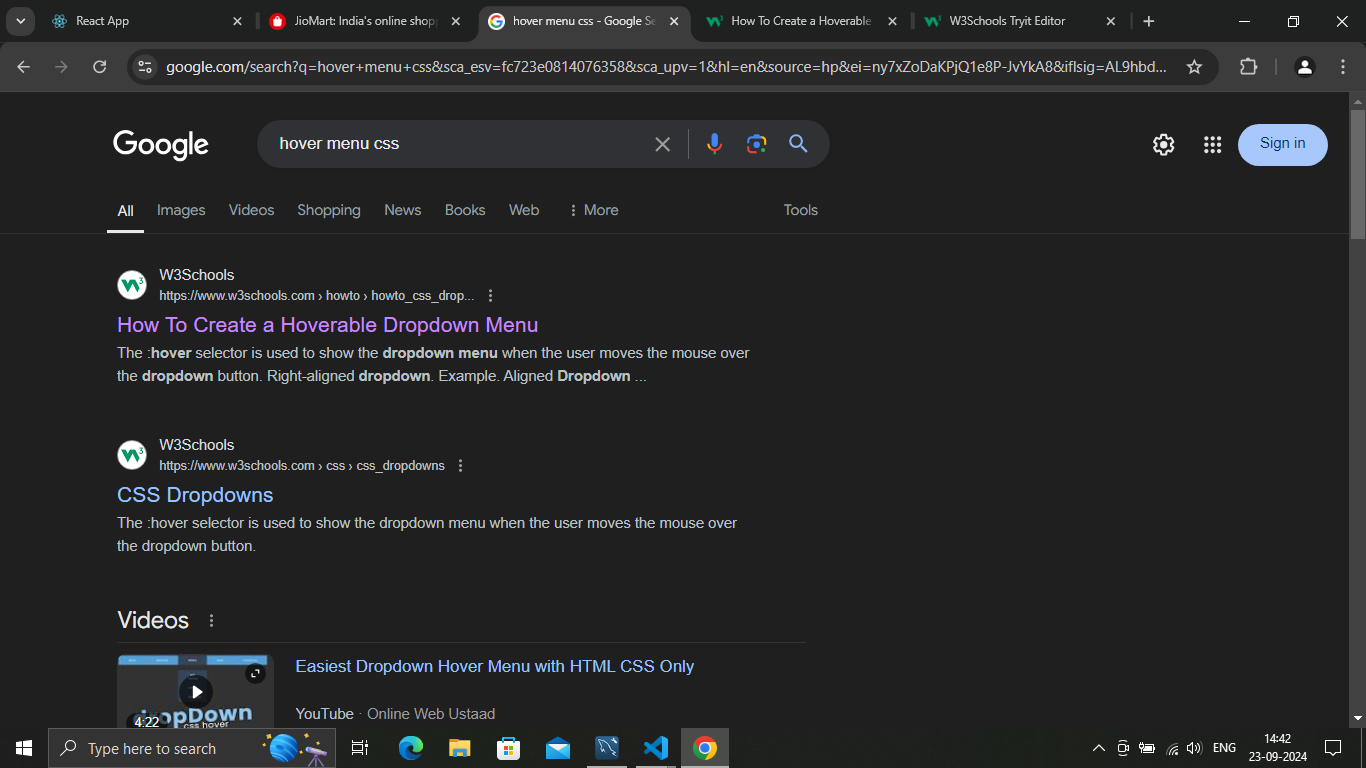 React App
JioMart: India's online shop
hover menu css - Google Se
How To Create a Hoverable
W3Schools Tryit Editor
google.com/search?q=hover+menu+css&sca_esv=fc723e0814076358&sca_upv=1&hl=en&source=hp&ei=ny7xZoDaKPjQ1e8P-JvYkA8&iflsig=AL9hbd...
Google
hover menu css
Sign in
All
Images
Videos
Shopping
News
Books
Web
More
Tools
W3Schools
https://www.w3schools.com › howto › howto_css_drop...
How To Create a Hoverable Dropdown Menu
The :hover selector is used to show the dropdown menu when the user moves the mouse over
the dropdown button. Right-aligned dropdown. Example. Aligned Dropdown ...
W3Schools
https://www.w3schools.com › css › css_dropdowns
CSS Dropdowns
The :hover selector is used to show the dropdown menu when the user moves the mouse over
the dropdown button.
Videos
Easiest Dropdown Hover Menu with HTML CSS Only
dropDown
4:22
css hover
YouTube · Online Web Ustaad
Type here to search
ENG
14:42
23-09-2024